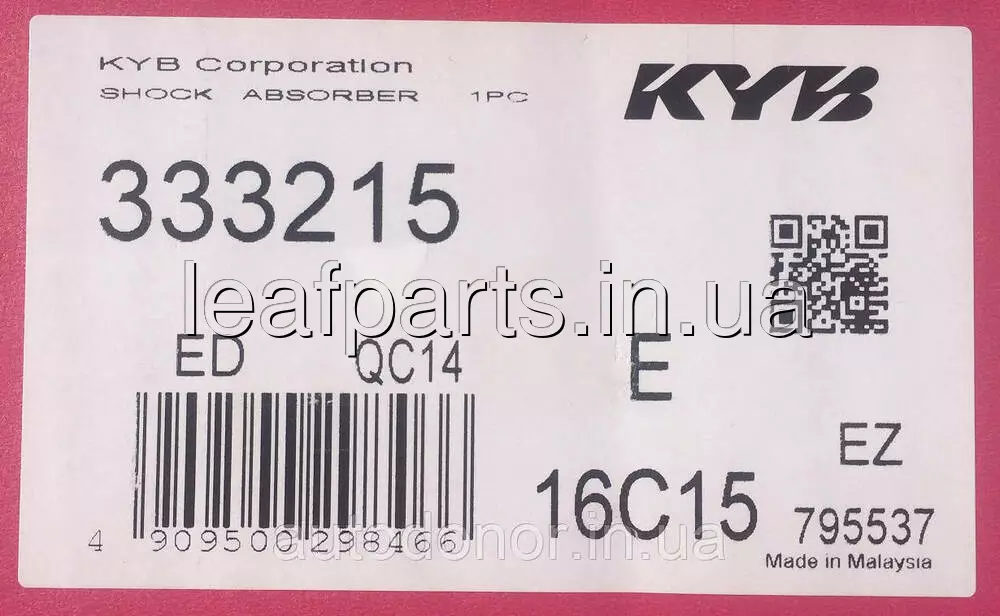 KYB Corporation
SHOCK ABSORBER 1PC
KYB
333215
leafparts.in.ua
ED QC14
E
EZ
16C15
795537
4 909500 298466
autodonor.in.ua
Made in Malaysia